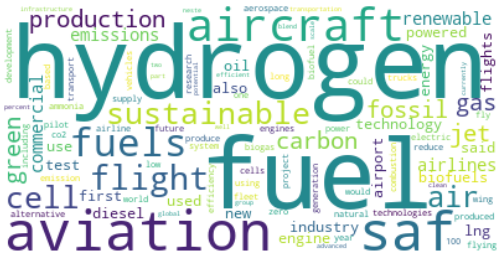 infrastructure neste aerospace transportation
production aircraft renewable
emissions blend biofuel scale powered flights
development transport vehicles two part research potential efficient long could trucks currently
hydrogen
percent ammonia based oil also energy fly
sustainable fossil gas
supply one
green including commercial co2 pilot airline future engines biogas power electric
fuels carbon technology jet said
use produce system well reduce
test emission low cells project airport airlines
cell flight fuel air biofuels
first efficiency using generation would combustion clean
alternative world diesel used fleet zero natural technologies produced wing
aviation new industry saf lng
global group engine year 100 flying
advanced